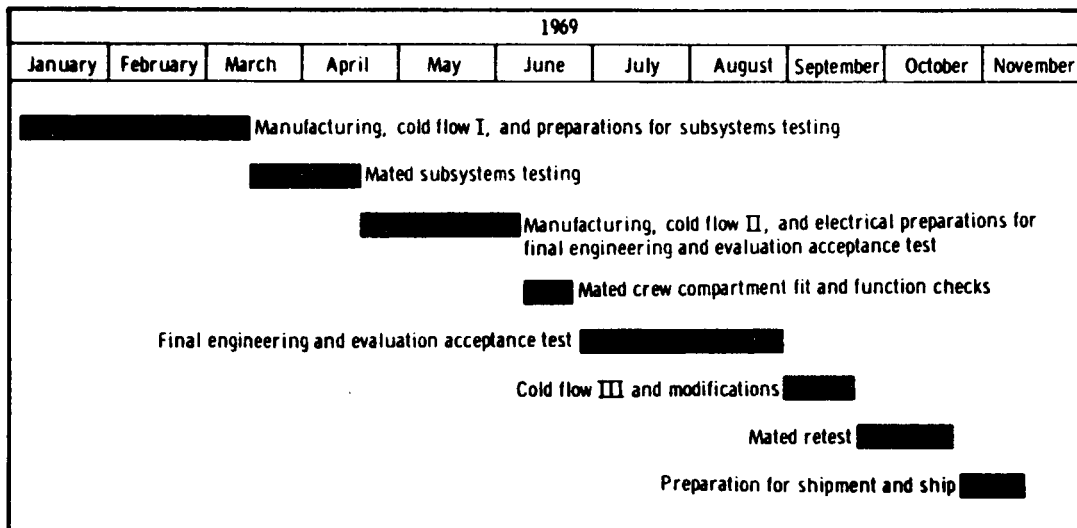 1969
January February March April May June July August September October November
Manufacturing, cold flow I, and preparations for subsystems testing
Mated subsystems testing
Manufacturing, cold flow II, and electrical preparations for
final engineering and evaluation acceptance test
Mated crew compartment fit and function checks
Final engineering and evaluation acceptance test
Cold flow III and modifications
Mated retest
Preparation for shipment and ship